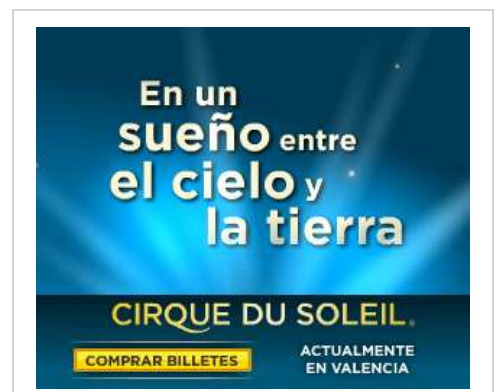 En un
sueño entre
el cielo y
la tierra
CIRQUE DU SOLEIL.
COMPRAR BILLETES
ACTUALMENTE
EN VALENCIA